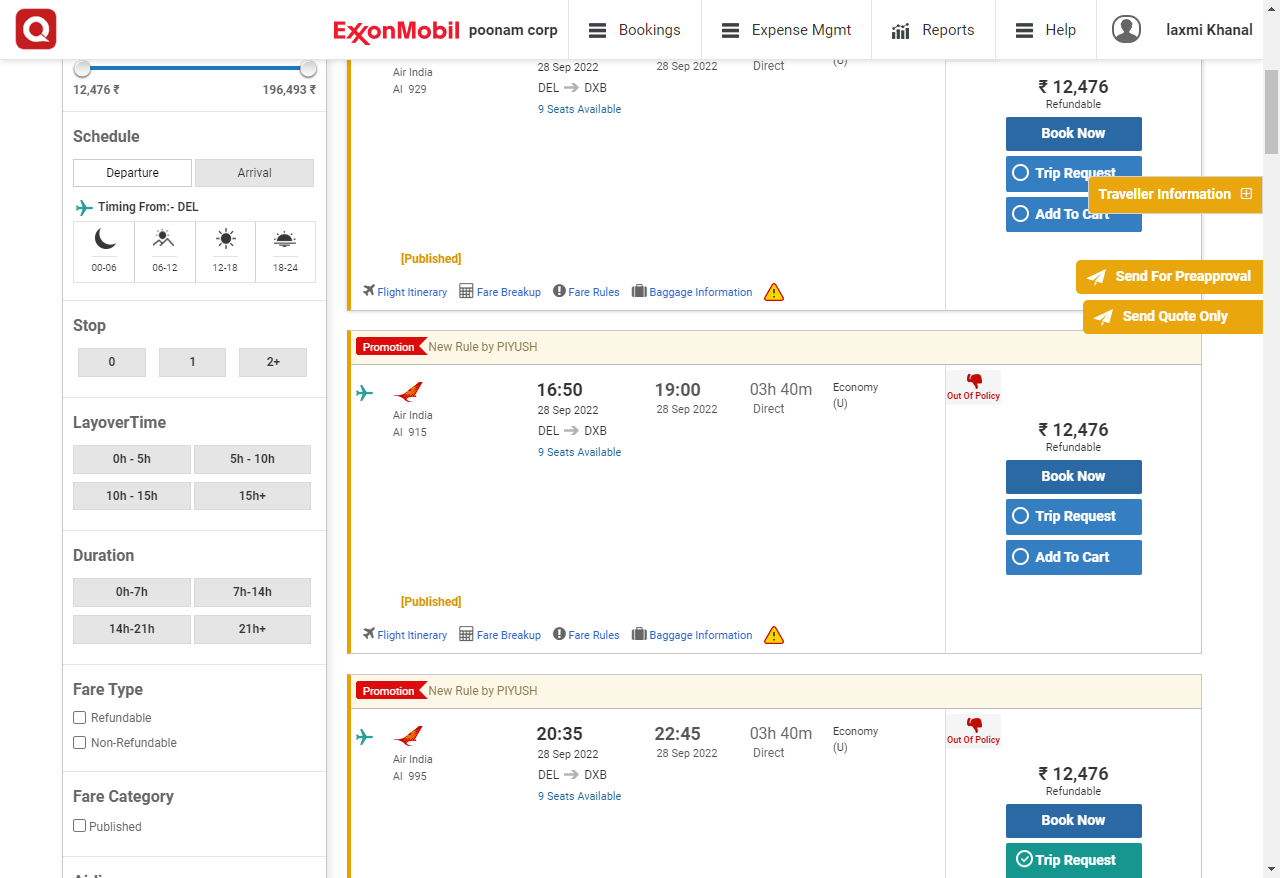 Q
ExxonMobil poonam corp
Bookings
Expense Mgmt
Reports
Help
laxmi Khanal
12,476 ₹ 196,493 ₹
Schedule
Departure Arrival
Timing From:- DEL
00-06 06-12 12-18 18-24
Stop
0 1 2+
LayoverTime
0h - 5h 5h - 10h
10h - 15h 15h+
Duration
0h-7h 7h-14h
14h-21h 21h+
Fare Type
Refundable
Non-Refundable
Fare Category
Published
Air India
AI 929
28 Sep 2022
DEL DXB
9 Seats Available
28 Sep 2022
Direct
(U)
₹ 12,476
Refundable
Book Now
Trip Request
Add To Cart
[Published]
Flight Itinerary Fare Breakup Fare Rules Baggage Information
Traveller Information
Send For Preapproval
Send Quote Only
Promotion New Rule by PIYUSH
Air India
AI 915
16:50
28 Sep 2022
DEL DXB
9 Seats Available
19:00
28 Sep 2022
03h 40m
Direct
Economy
(U)
Out Of Policy
₹ 12,476
Refundable
Book Now
Trip Request
Add To Cart
[Published]
Flight Itinerary Fare Breakup Fare Rules Baggage Information
Promotion New Rule by PIYUSH
Air India
AI 995
20:35
28 Sep 2022
DEL DXB
9 Seats Available
22:45
28 Sep 2022
03h 40m
Direct
Economy
(U)
Out Of Policy
₹ 12,476
Refundable
Book Now
Trip Request